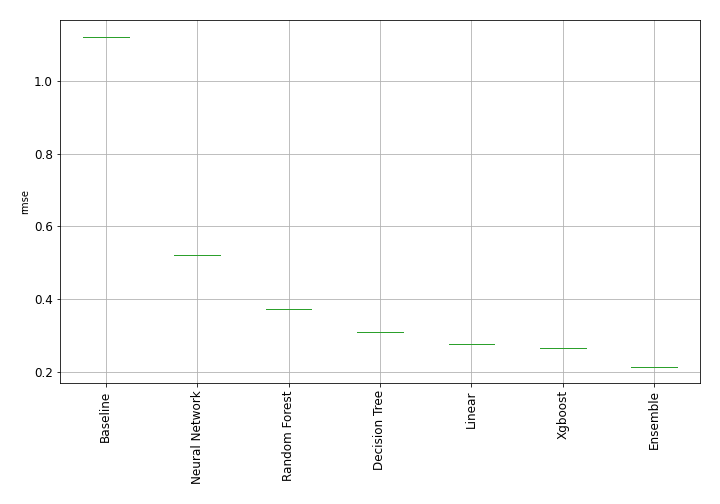 1.0
0.8
0.6
0.4
0.2
rmse
Baseline
Neural Network
Random Forest
Decision Tree
Linear
Xgboost
Ensemble